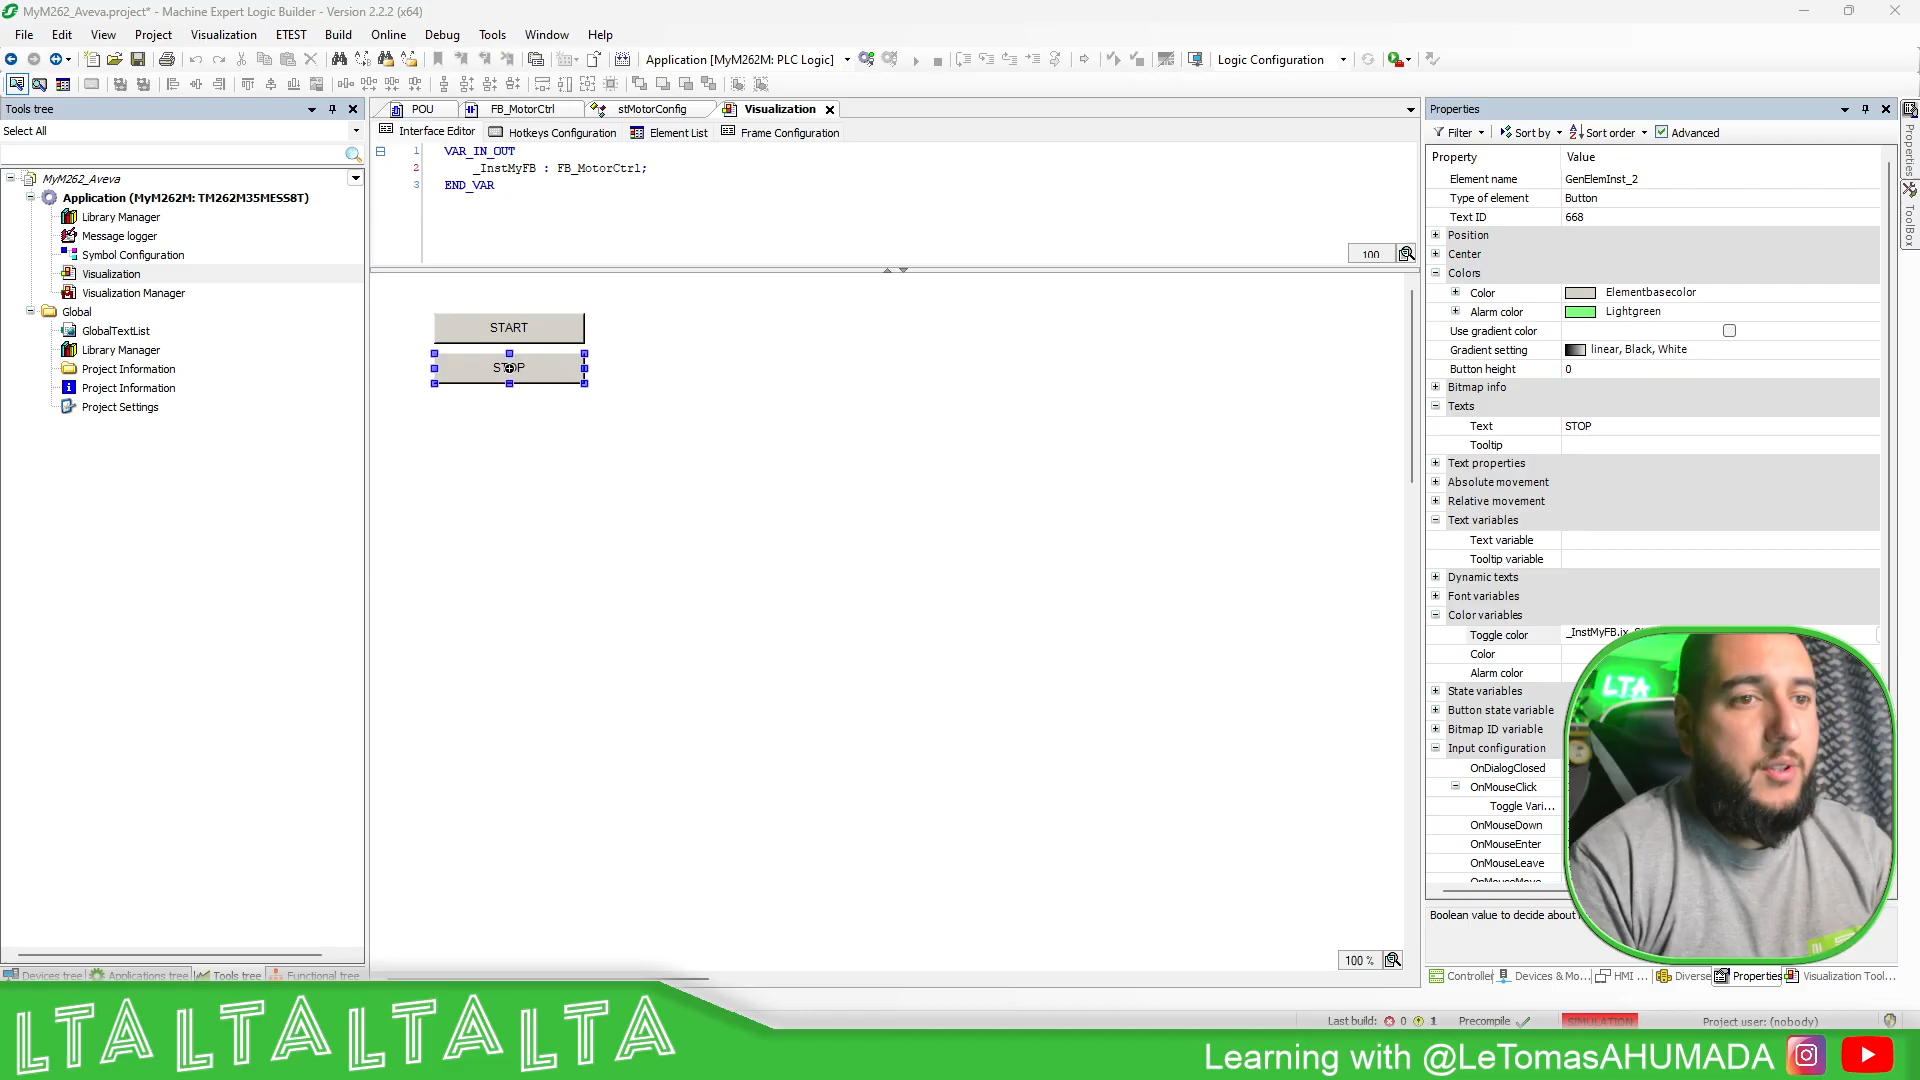 MyM262_Aveva.project* - Machine Expert Logic Builder - Version 2.2.2 (x64)
File Edit View Project Visualization ETEST Build Online Debug Tools Window Help
Application [MyM262M: PLC Logic] Logic Configuration
Tools tree
Select All
MyM262_Aveva
Application (MyM262M: TM262M35MESS8T)
Library Manager
Message logger
Symbol Configuration
Visualization
Visualization Manager
Global
GlobalTextList
Library Manager
Project Information
Project Information
Project Settings
Devices tree Applications tree Tools tree Functional tree
POU FB_MotorCtrl stMotorConfig Visualization
Interface Editor Hotkeys Configuration Element List Frame Configuration
1 VAR_IN_OUT
2 _InstMyFB : FB_MotorCtrl;
3 END_VAR
100
START
STOP
100 %
Properties
Filter Sort by Sort order Advanced
Property Value
Element name GenElemInst_2
Type of element Button
Text ID 668
Position
Center
Colors
Color Elementbasecolor
Alarm color Lightgreen
Use gradient color
Gradient setting linear, Black, White
Button height 0
Bitmap info
Texts
Text STOP
Tooltip
Text properties
Absolute movement
Relative movement
Text variables
Text variable
Tooltip variable
Dynamic texts
Font variables
Color variables
Toggle color _InstMyFB.ix
Color
Alarm color
State variables
Button state variable
Bitmap ID variable
Input configuration
OnDialogClosed
OnMouseClick
Toggle Vari...
OnMouseDown
OnMouseEnter
OnMouseLeave
OnMouseMove
Boolean value to decide about
Controller Devices & Mo... HMI ... Diverse Properties Visualization Tool...
Properties
ToolBox
LTA
Last build: 0 1 Precompile SIMULATION Project user: (nobody)
LTALTALTALTA
Learning with @LeTomasAHUMADA